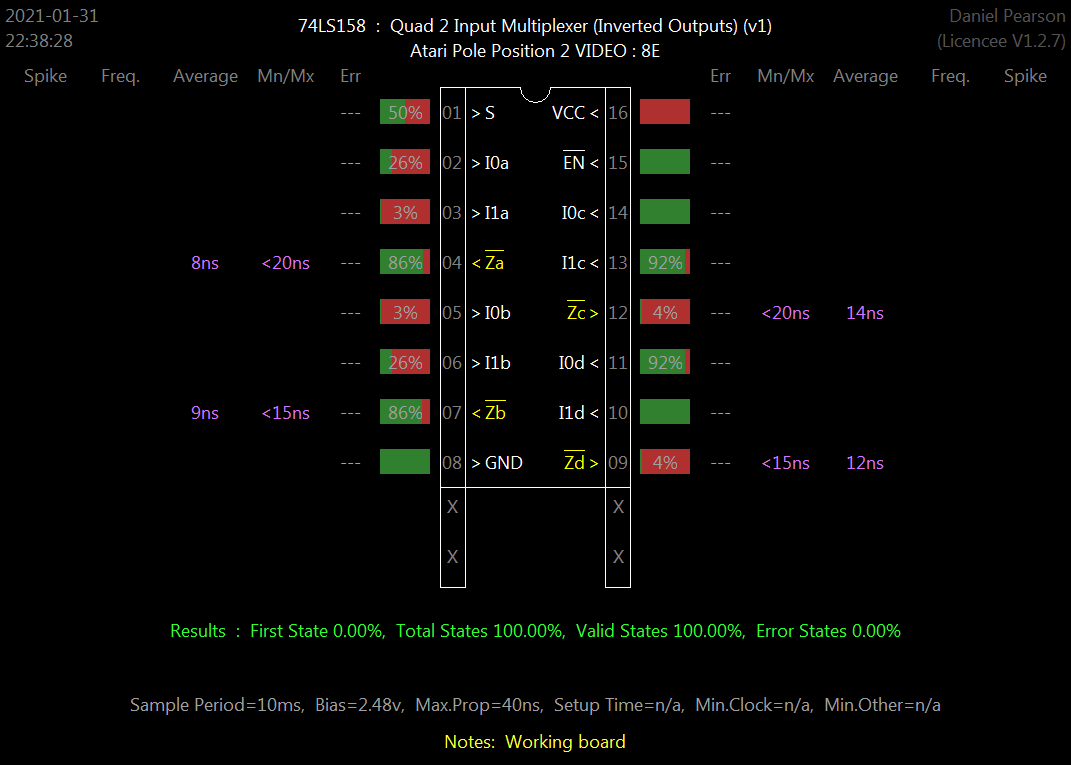 2021-01-31
22:38:28
74LS158 : Quad 2 Input Multiplexer (Inverted Outputs) (v1)
Atari Pole Position 2 VIDEO : 8E
Daniel Pearson
(Licencee V1.2.7)
Spike Freq. Average Mn/Mx Err Err Mn/Mx Average Freq. Spike
--- 50% 01 > S VCC < 16 ---
--- 26% 02 > I0a EN < 15 ---
--- 3% 03 > I1a I0c < 14 ---
8ns <20ns --- 86% 04 < Za I1c < 13 92% ---
--- 3% 05 > I0b Zc > 12 4% --- <20ns 14ns
--- 26% 06 > I1b I0d < 11 92% ---
9ns <15ns --- 86% 07 < Zb I1d < 10 ---
--- 08 > GND Zd > 09 4% --- <15ns 12ns
X X
X X
Results : First State 0.00%, Total States 100.00%, Valid States 100.00%, Error States 0.00%
Sample Period=10ms, Bias=2.48v, Max.Prop=40ns, Setup Time=n/a, Min.Clock=n/a, Min.Other=n/a
Notes: Working board